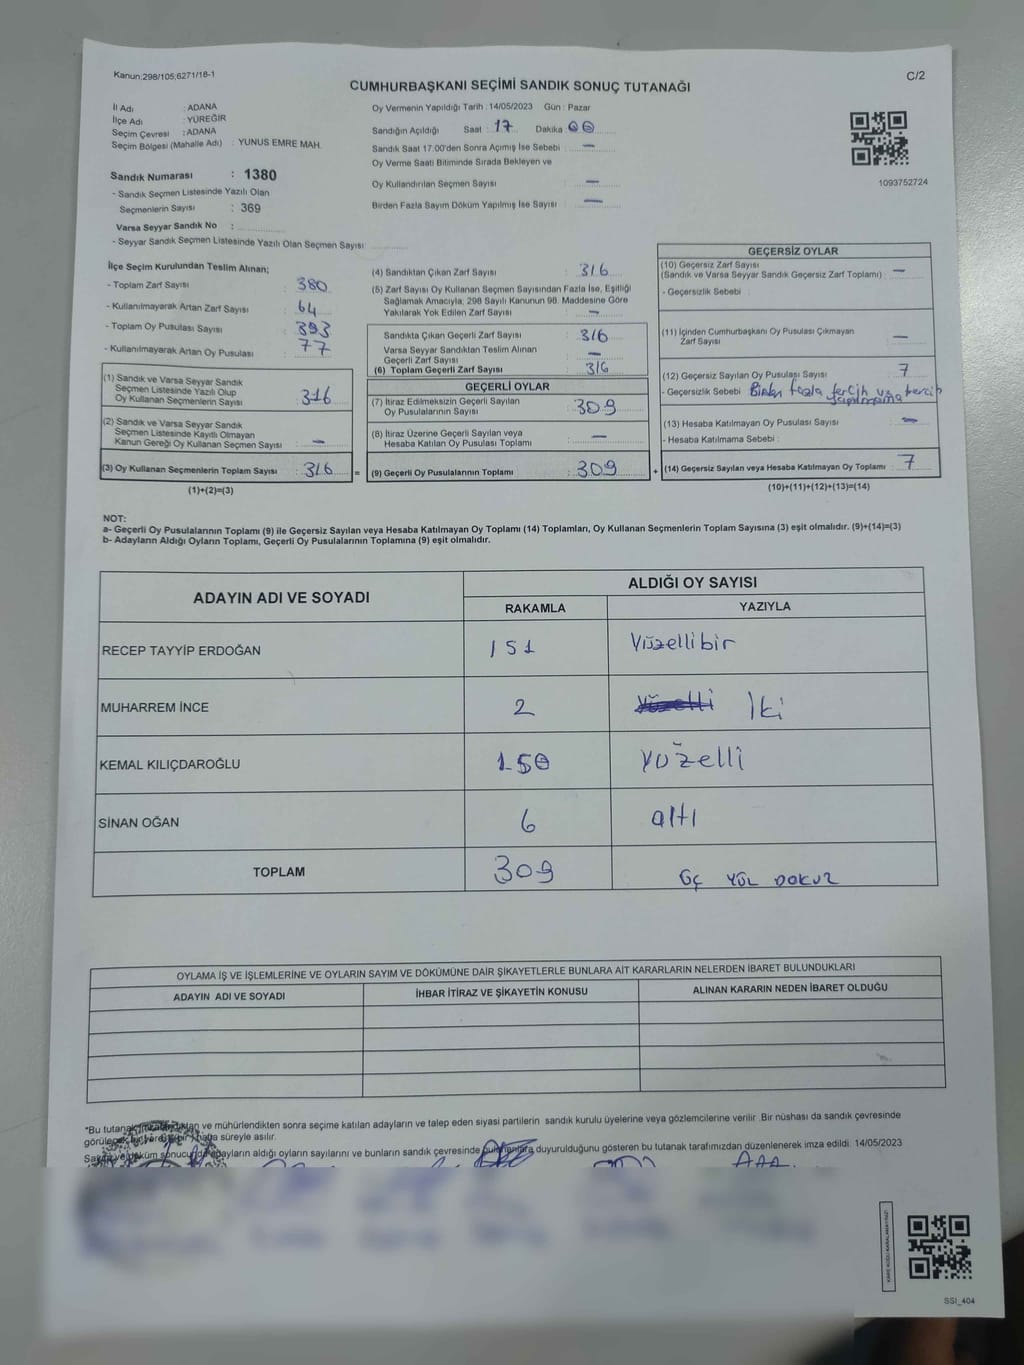 Kanun:298/105;6271/18-1
C/2
CUMHURBAŞKANI SEÇİMİ SANDIK SONUÇ TUTANAĞI
İl Adı : ADANA
İlçe Adı : YÜREĞİR
Seçim Çevresi : ADANA
Seçim Bölgesi (Mahalle Adı) : YUNUS EMRE MAH.
Sandık Numarası : 1380
- Sandık Seçmen Listesinde Yazılı Olan
Seçmenlerin Sayısı : 369
Varsa Seyyar Sandık No :
- Seyyar Sandık Seçmen Listesinde Yazılı Olan Seçmen Sayısı
Oy Vermenin Yapıldığı Tarih : 14/05/2023 Gün : Pazar
Sandığın Açıldığı Saat : 17 Dakika 00
Sandık Saat 17:00'den Sonra Açımış İse Sebebi : —
Oy Verme Saati Bitiminde Sırada Bekleyen ve
Oy Kullandırılan Seçmen Sayısı : —
Birden Fazla Sayım Döküm Yapılmış İse Sayısı : —
1093752724
İlçe Seçim Kurulundan Teslim Alınan;
- Toplam Zarf Sayısı : 380
- Kullanılmayarak Artan Zarf Sayısı : 64
- Toplam Oy Pusulası Sayısı : 393
- Kullanılmayarak Artan Oy Pusulası : 77
(1) Sandık ve Varsa Seyyar Sandık
Seçmen Listesinde Yazılı Olup
Oy Kullanan Seçmenlerin Sayısı : 316
(2) Sandık ve Varsa Seyyar Sandık
Seçmen Listesinde Kayıtlı Olmayan
Kanun Gereği Oy Kullanan Seçmen Sayısı : —
(3) Oy Kullanan Seçmenlerin Toplam Sayısı : 316 =
(1)+(2)=(3)
(4) Sandıktan Çıkan Zarf Sayısı : 316
(5) Zarf Sayısı Oy Kullanan Seçmen Sayısından Fazla İse, Eşitliği
Sağlamak Amacıyla; 298 Sayılı Kanunun 98. Maddesine Göre
Yakılarak Yok Edilen Zarf Sayısı : —
Sandıkta Çıkan Geçerli Zarf Sayısı : 316
Varsa Seyyar Sandıktan Teslim Alınan
Geçerli Zarf Sayısı : —
(6) Toplam Geçerli Zarf Sayısı : 316
GEÇERLİ OYLAR
(7) İtiraz Edilmeksizin Geçerli Sayılan
Oy Pusulalarının Sayısı : 309
(8) İtiraz Üzerine Geçerli Sayılan veya
Hesaba Katılan Oy Pusulası Toplamı : —
(9) Geçerli Oy Pusulalarının Toplamı : 309 +
GEÇERSİZ OYLAR
(10) Geçersiz Zarf Sayısı
(Sandık ve Varsa Seyyar Sandık Geçersiz Zarf Toplamı) : —
- Geçersizlik Sebebi :
(11) İçinden Cumhurbaşkanı Oy Pusulası Çıkmayan
Zarf Sayısı : —
(12) Geçersiz Sayılan Oy Pusulası Sayısı : 7
- Geçersizlik Sebebi Birden fazla tercih ve tercih
yapılmama
(13) Hesaba Katılmayan Oy Pusulası Sayısı : —
- Hesaba Katılmama Sebebi :
(14) Geçersiz Sayılan veya Hesaba Katılmayan Oy Toplamı : 7
(10)+(11)+(12)+(13)=(14)
NOT:
a- Geçerli Oy Pusulalarının Toplamı (9) ile Geçersiz Sayılan veya Hesaba Katılmayan Oy Toplamı (14) Toplamları, Oy Kullanan Seçmenlerin Toplam Sayısına (3) eşit olmalıdır. (9)+(14)=(3)
b- Adayların Aldığı Oyların Toplamı, Geçerli Oy Pusulalarının Toplamına (9) eşit olmalıdır.
ADAYIN ADI VE SOYADI
ALDIĞI OY SAYISI
RAKAMLA YAZIYLA
RECEP TAYYİP ERDOĞAN 151 Yüzellibir
MUHARREM İNCE 2 yüzelli İki
KEMAL KILIÇDAROĞLU 150 yüzelli
SİNAN OĞAN 6 altı
TOPLAM 309 ÜÇ YÜZ DOKUZ
OYLAMA İŞ VE İŞLEMLERİNE VE OYLARIN SAYIM VE DÖKÜMÜNE DAİR ŞİKAYETLERLE BUNLARA AİT KARARLARIN NELERDEN İBARET BULUNDUKLARI
ADAYIN ADI VE SOYADI İHBAR İTİRAZ VE ŞİKAYETİN KONUSU ALINAN KARARIN NEDEN İBARET OLDUĞU
*Bu tutanak ve mühürlendikten sonra seçime katılan adayların ve talep eden siyasi partilerin sandık kurulu üyelerine veya gözlemcilerine verilir. Bir nüshası da sandık çevresinde
bir hafta süreyle asılır.
Sayım ve döküm sonucunda adayların aldığı oyların sayılarını ve bunların sandık çevresinde duyurulduğunu gösteren bu tutanak tarafımızdan düzenlenerek imza edildi. 14/05/2023
SSI_404